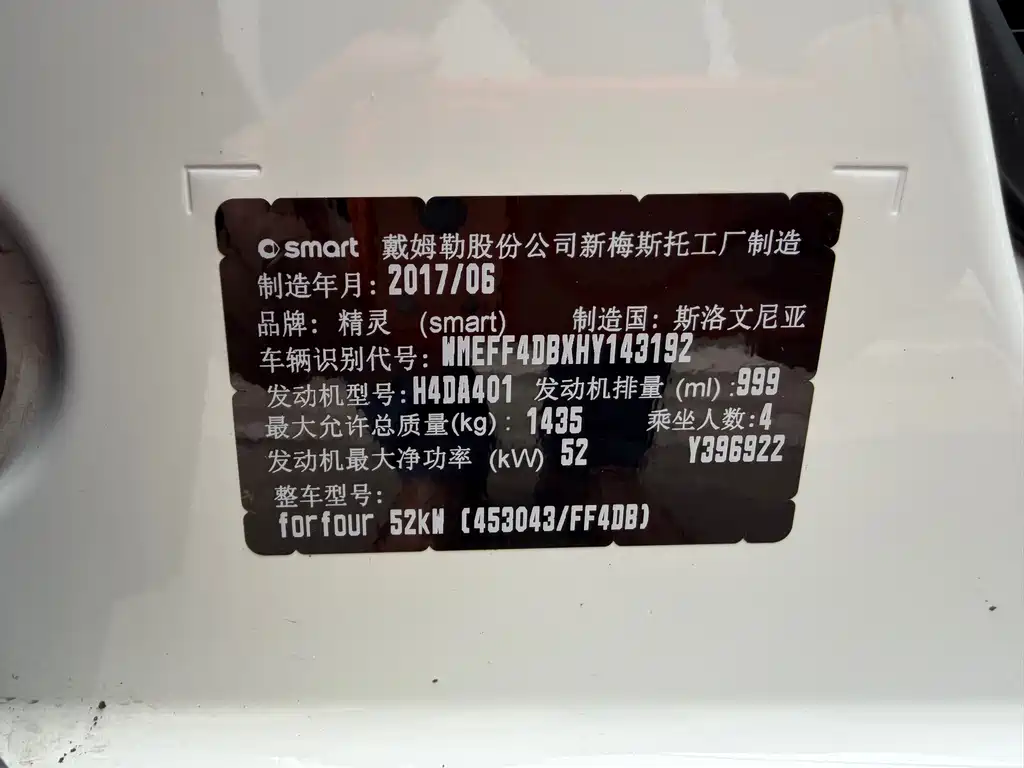 smart 戴姆勒股份公司新梅斯托工厂制造
制造年月: 2017/06
品牌: 精灵 (smart) 制造国: 斯洛文尼亚
车辆识别代号: WMEFF4DBXHY143192
发动机型号: H4DA401 发动机排量 (ml) :999
最大允许总质量(kg) : 1435 乘坐人数:4
发动机最大净功率 (kW) 52 Y396922
整车型号:
forfour 52kW (453043/FF4DB)